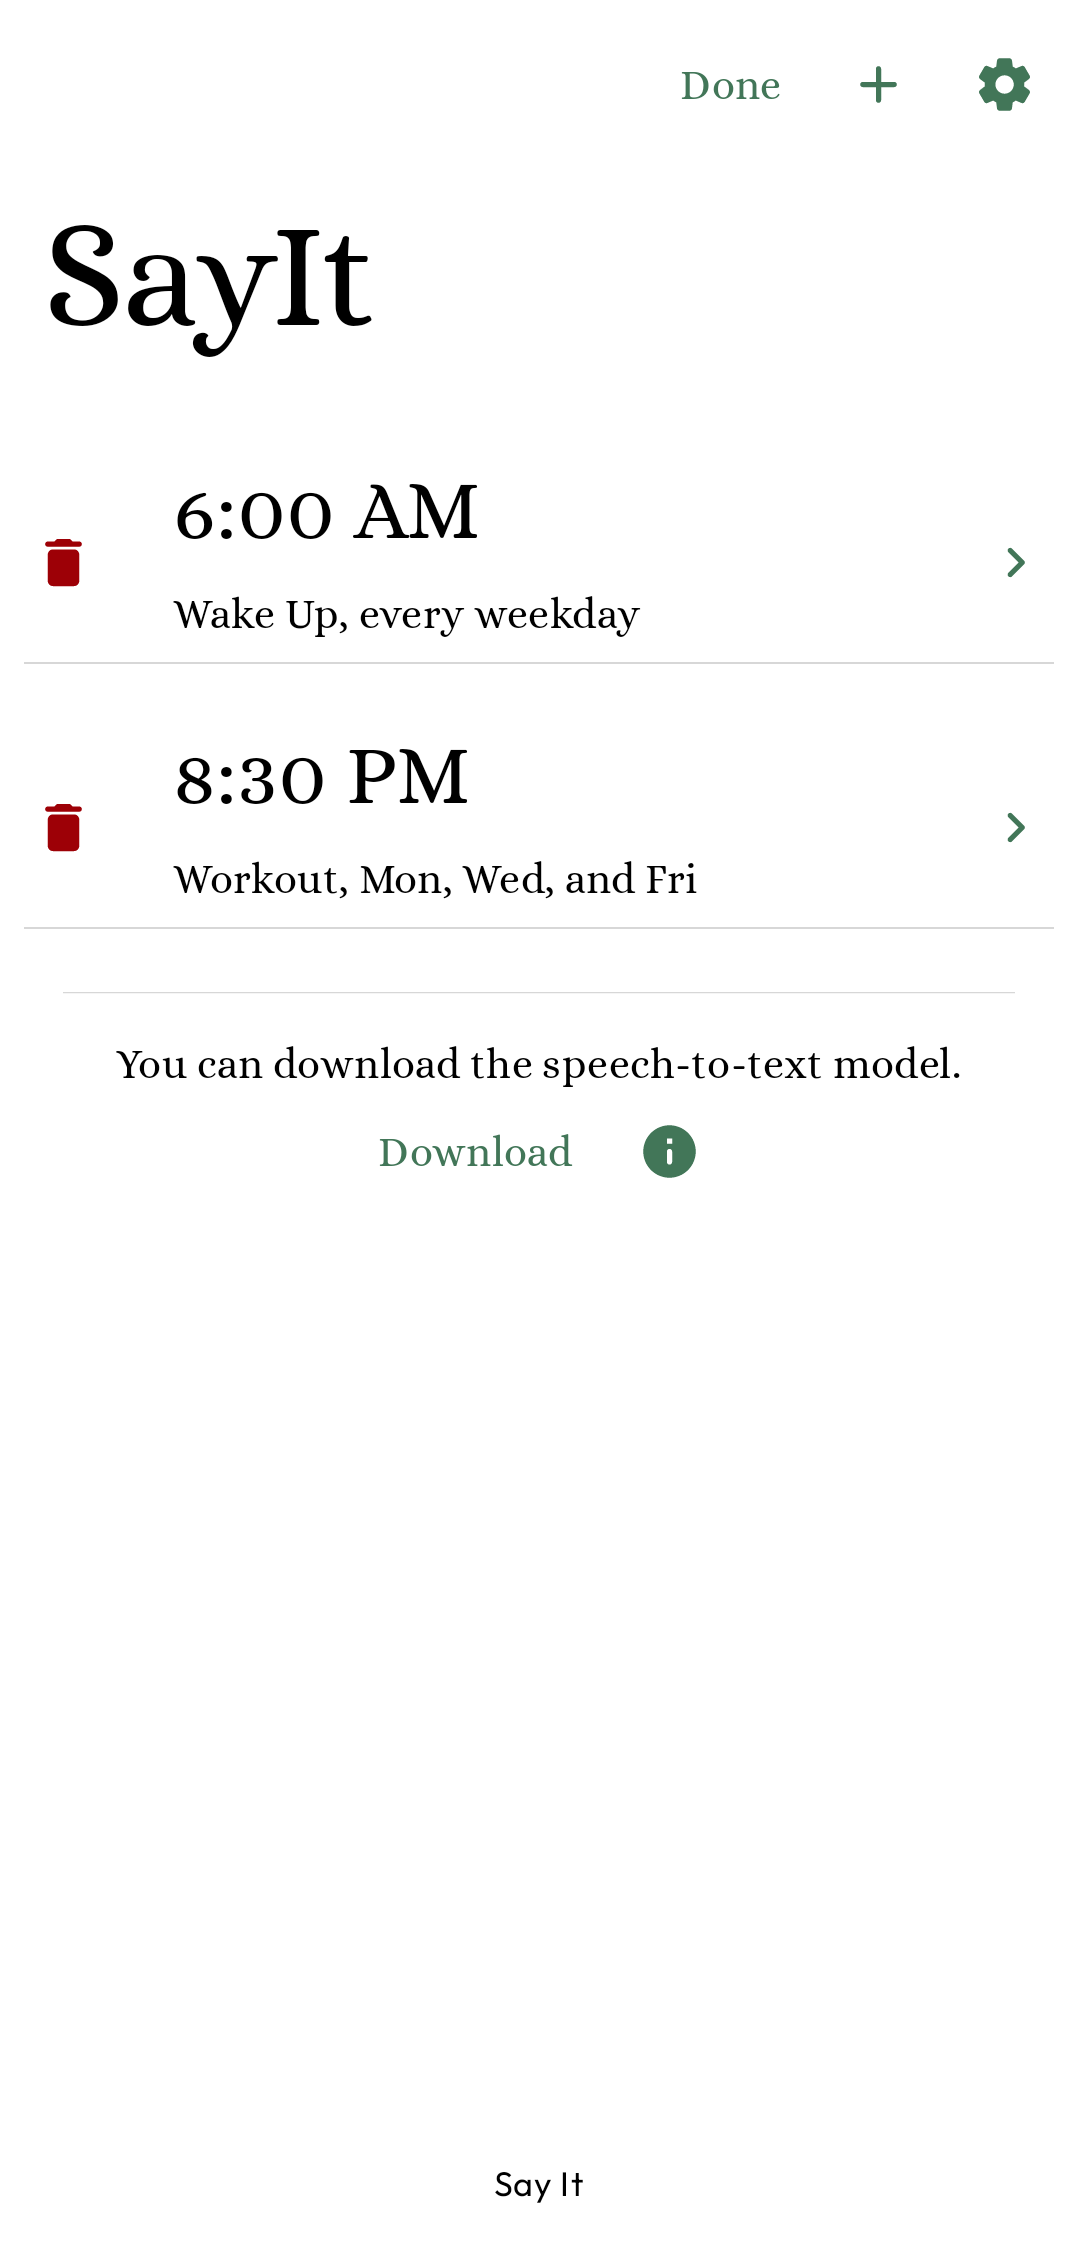 Done
SayIt
6:00 AM
Wake Up, every weekday
8:30 PM
Workout, Mon, Wed, and Fri
You can download the speech-to-text model.
Download
Say It